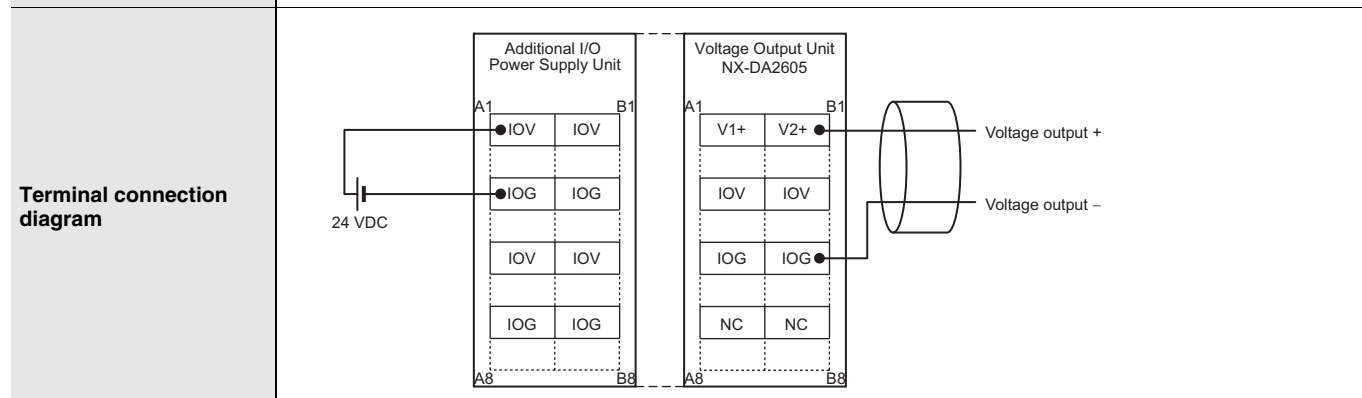 Terminal connection
diagram
Additional I/O
Power Supply Unit
A1 B1
IOV IOV
IOG IOG
IOV IOV
IOG IOG
A8 B8
24 VDC
Voltage Output Unit
NX-DA2605
A1 B1
V1+ V2+
IOV IOV
IOG IOG
NC NC
A8 B8
Voltage output +
Voltage output –